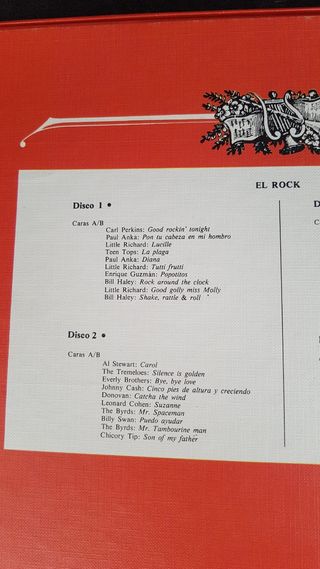 EL ROCK
Disco 1 •
Caras A/B
Carl Perkins: Good rockin' tonight
Paul Anka: Pon tu cabeza en mi hombro
Little Richard: Lucille
Teen Tops: La plaga
Paul Anka: Diana
Little Richard: Tutti frutti
Enrique Guzmán: Popotitos
Bill Haley: Rock around the clock
Little Richard: Good golly miss Molly
Bill Haley: Shake, rattle & roll
Disco 2 •
Caras A/B
Al Stewart: Carol
The Tremeloes: Silence is golden
Everly Brothers: Bye, bye love
Johnny Cash: Cinco pies de altura y creciendo
Donovan: Catcha the wind
Leonard Cohen: Suzanne
The Byrds: Mr. Spaceman
Billy Swan: Puedo ayudar
The Byrds: Mr. Tambourine man
Chicory Tip: Son of my father